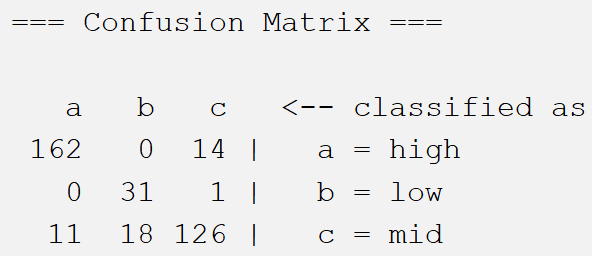 === Confusion Matrix ===
a b c <-- classified as
162 0 14 | a = high
0 31 1 | b = low
11 18 126 | c = mid